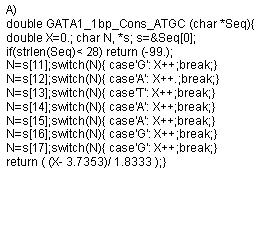 A)
double GATA1_1bp_Cons_ATGC (char *Seq){
double X=0.; char N, *s; s=&Seq[0];
if(strlen(Seq)< 28) return (-99.);
N=s[11];switch(N){ case'G': X++;break;}
N=s[12];switch(N){ case'A': X++.;break;}
N=s[13];switch(N){ case'T': X++;break;}
N=s[14];switch(N){ case'A': X++;break;}
N=s[15];switch(N){ case'A': X++;break;}
N=s[16];switch(N){ case'G': X++;break;}
N=s[17];switch(N){ case'G': X++;break;}
return ( (X- 3.7353)/ 1.8333 );}